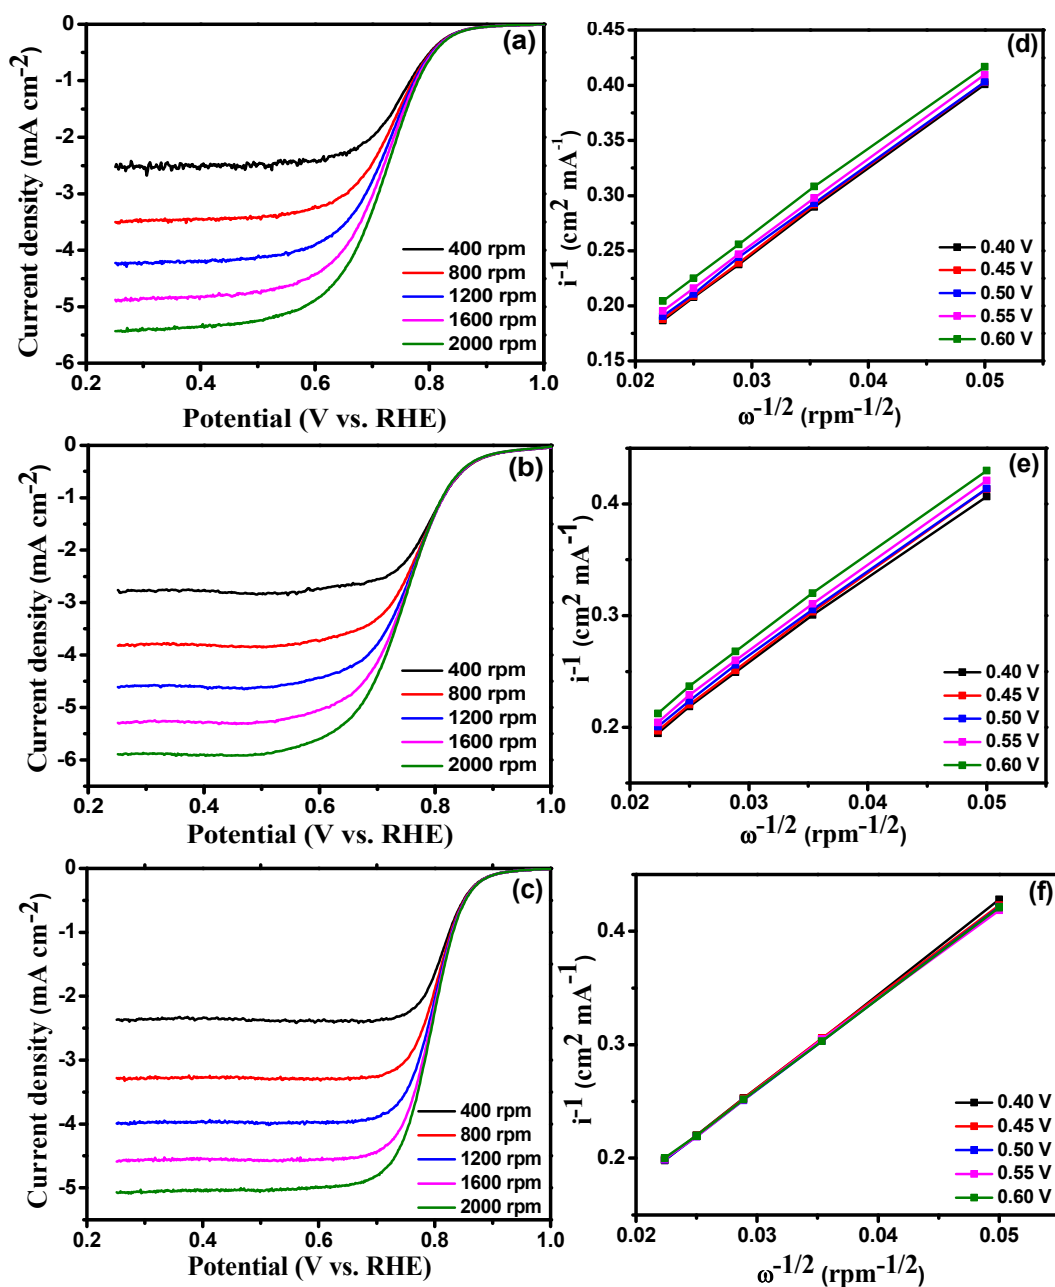 (a)
0
-1
-2
-3
-4
-5
-6
Current density (mA cm-2)
400 rpm
800 rpm
1200 rpm
1600 rpm
2000 rpm
0.2 0.4 0.6 0.8 1.0
Potential (V vs. RHE)
(d)
0.45
0.40
0.35
0.30
0.25
0.20
0.15
i-1 (cm2 mA-1)
0.40 V
0.45 V
0.50 V
0.55 V
0.60 V
0.02 0.03 0.04 0.05
ω-1/2 (rpm-1/2)
(b)
0
-1
-2
-3
-4
-5
-6
Current density (mA cm-2)
400 rpm
800 rpm
1200 rpm
1600 rpm
2000 rpm
0.2 0.4 0.6 0.8 1.0
Potential (V vs. RHE)
(e)
0.4
0.3
0.2
i-1 (cm2 mA-1)
0.40 V
0.45 V
0.50 V
0.55 V
0.60 V
0.02 0.03 0.04 0.05
ω-1/2 (rpm-1/2)
(c)
0
-1
-2
-3
-4
-5
Current density (mA cm-2)
400 rpm
800 rpm
1200 rpm
1600 rpm
2000 rpm
0.2 0.4 0.6 0.8 1.0
Potential (V vs. RHE)
(f)
0.4
0.3
0.2
i-1 (cm2 mA-1)
0.40 V
0.45 V
0.50 V
0.55 V
0.60 V
0.02 0.03 0.04 0.05
ω-1/2 (rpm-1/2)